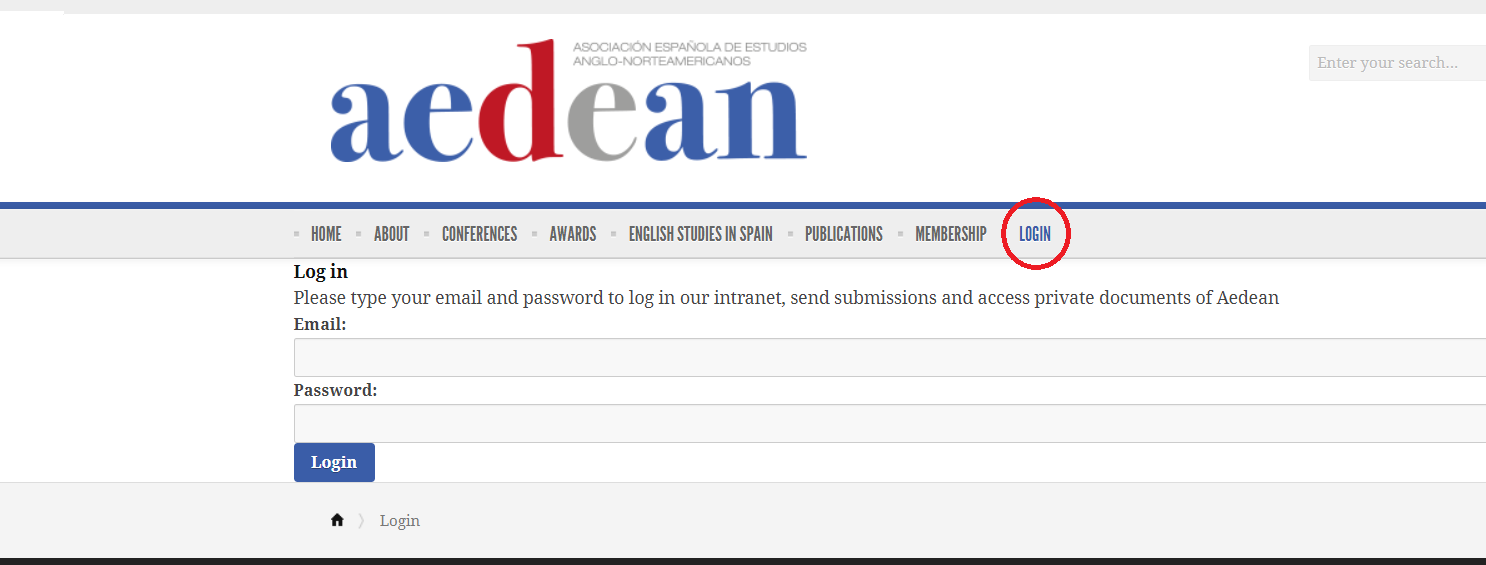 ASOCIACIÓN ESPAÑOLA DE ESTUDIOS
ANGLO-NORTEAMERICANOS
aedean
Enter your search...
HOME ABOUT CONFERENCES AWARDS ENGLISH STUDIES IN SPAIN PUBLICATIONS MEMBERSHIP LOGIN
Log in
Please type your email and password to log in our intranet, send submissions and access private documents of Aedean
Email:
Password:
Login
Login